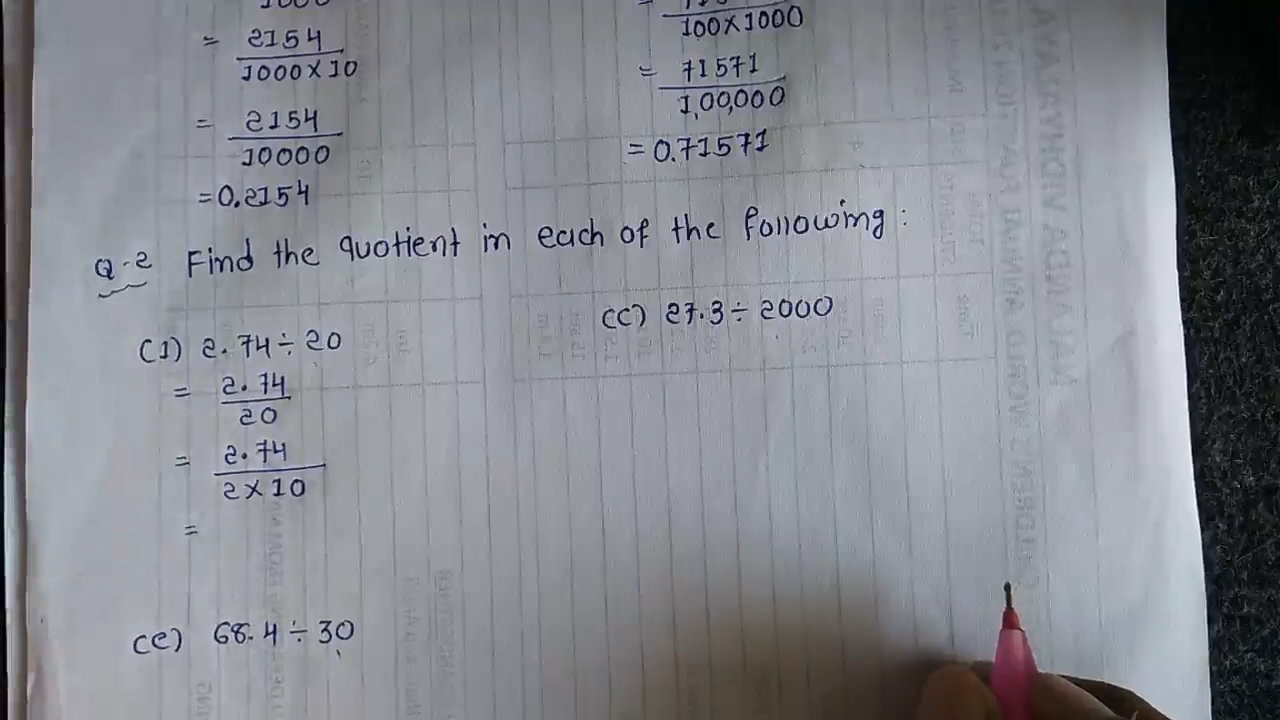 1000
= 2154
1000 × 10
= 2154
10000
= 0.2154
100 × 1000
= 71571
1,00,000
= 0.71571
Q-2 Find the quotient in each of the following :
(1) 2.74 ÷ 20
= 2.74
20
= 2.74
2 × 10
=
(C) 27.3 ÷ 2000
(e) 68.4 ÷ 30